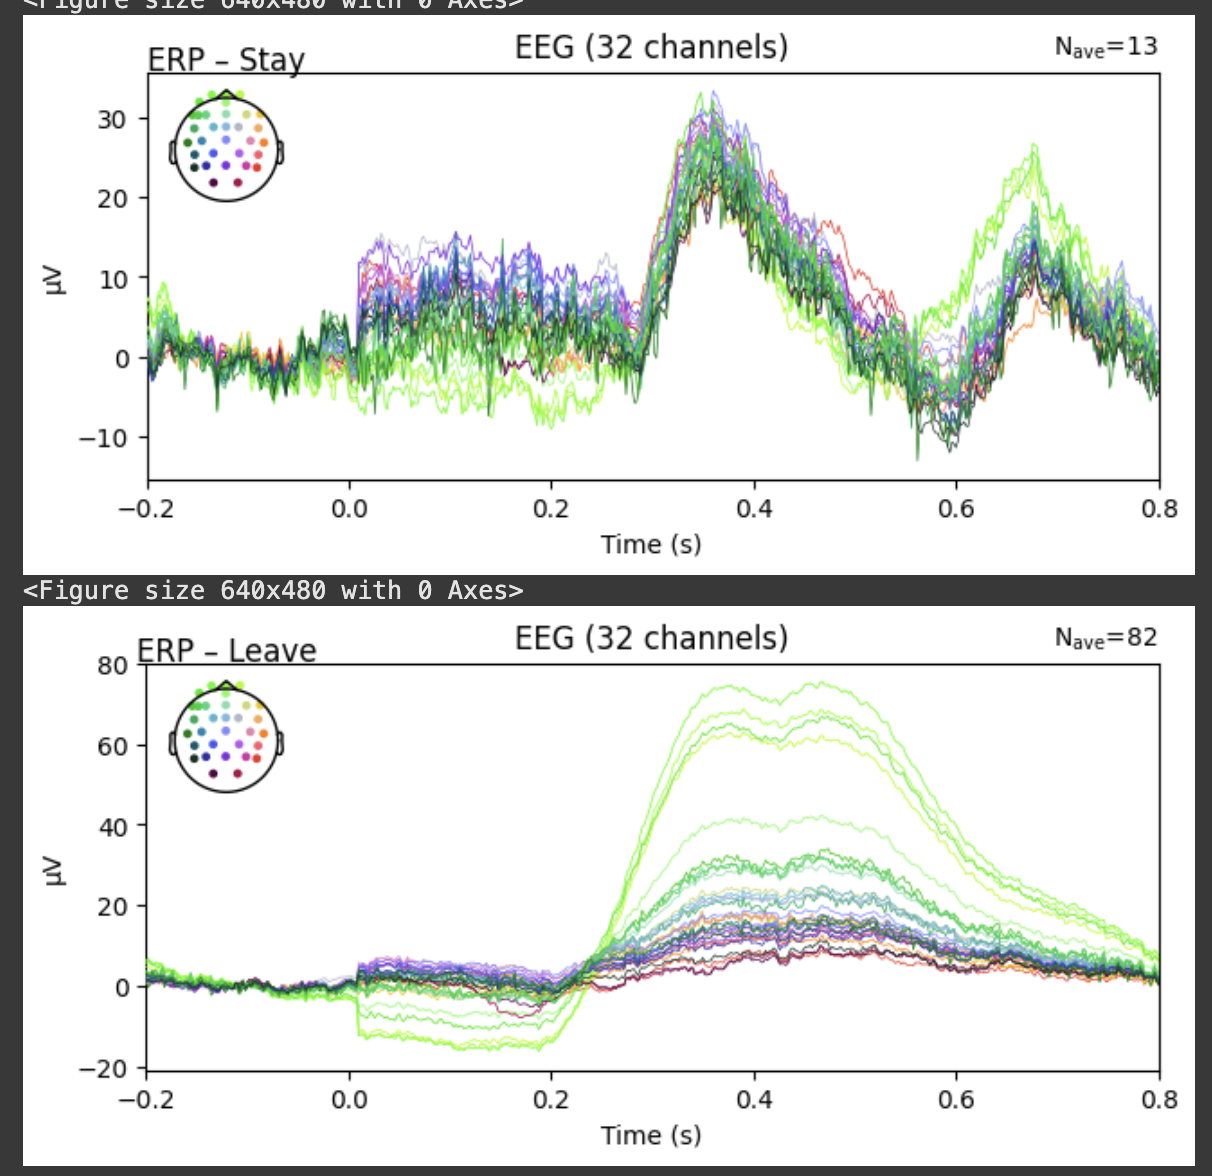 <Figure size 640x480 with 0 Axes>
ERP – Stay
EEG (32 channels)
Nave=13
30
20
10
0
−10
µV
−0.2 0.0 0.2 0.4 0.6 0.8
Time (s)
<Figure size 640x480 with 0 Axes>
ERP – Leave
EEG (32 channels)
Nave=82
80
60
40
20
0
−20
µV
−0.2 0.0 0.2 0.4 0.6 0.8
Time (s)